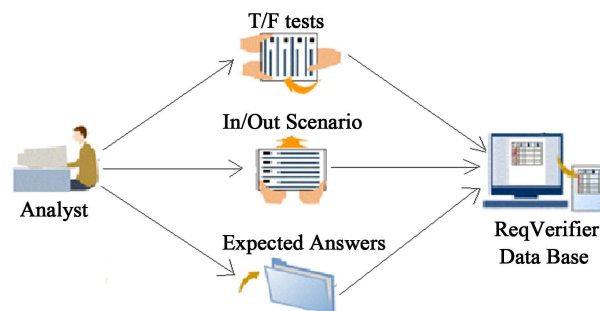 T/F tests
In/Out Scenario
Analyst
Expected Answers
ReqVerifier
Data Base